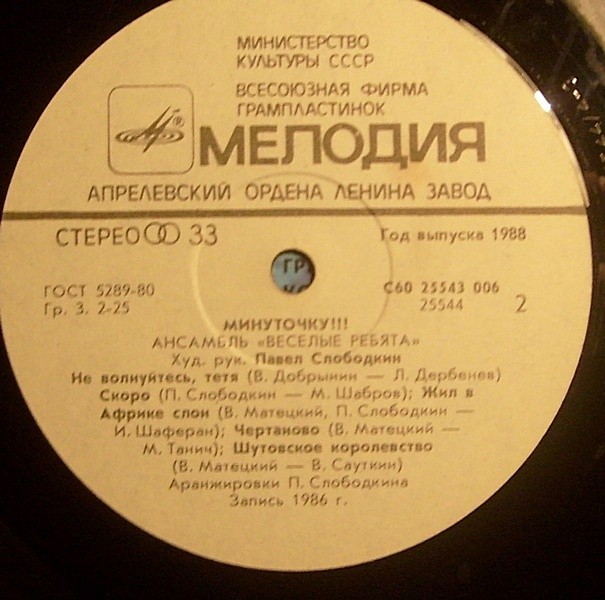 МИНИСТЕРСТВО
КУЛЬТУРЫ СССР
ВСЕСОЮЗНАЯ ФИРМА
ГРАМПЛАСТИНОК
®
МЕЛОДИЯ
АПРЕЛЕВСКИЙ ОРДЕНА ЛЕНИНА ЗАВОД
СТЕРЕО 33
Год выпуска 1988
ГР
ГОСТ 5289-80
Гр. 3. 2-25
С60 25543 006
25544
2
МИНУТОЧКУ!!!
АНСАМБЛЬ «ВЕСЕЛЫЕ РЕБЯТА»
Худ. рук. Павел Слободкин
Не волнуйтесь, тетя (В. Добрынин — Л. Дербенев)
Скоро (П. Слободкин — М. Шабров); Жил в
Африке слон (В. Матецкий, П. Слободкин —
И. Шаферан); Чертаново (В. Матецкий —
М. Танич); Шутовское королевство
(В. Матецкий — В. Сауткин)
Аранжировки П. Слободкина
Запись 1986 г.